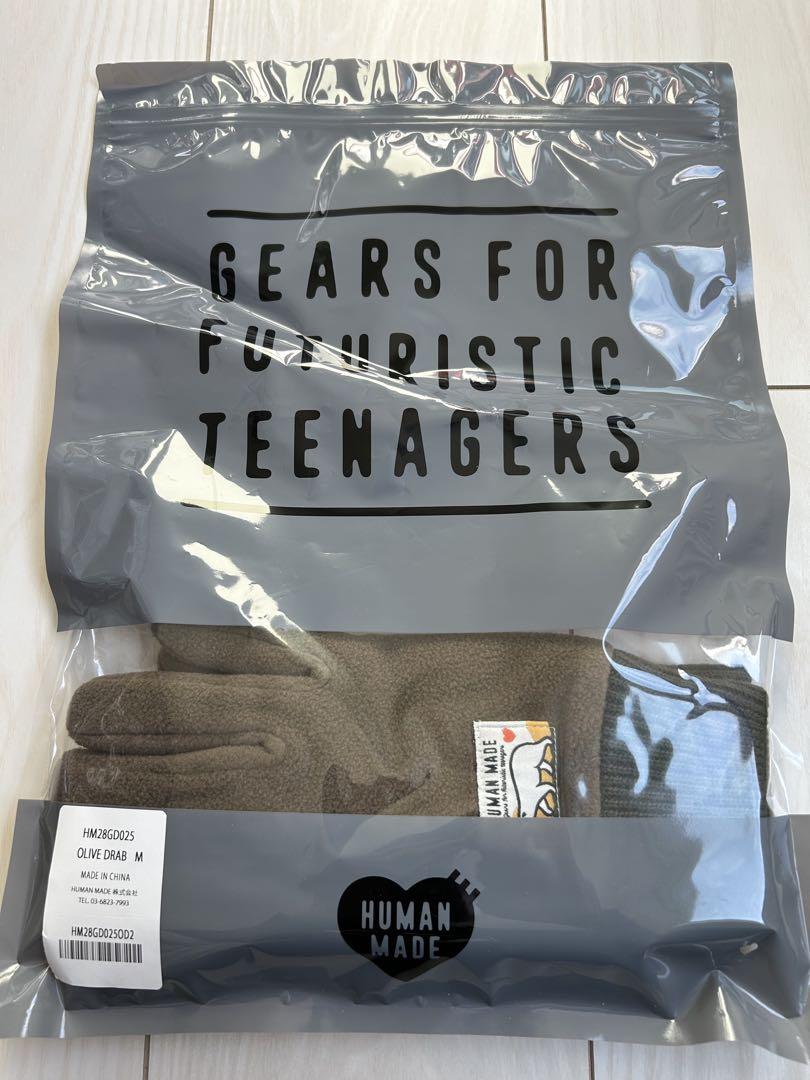 GEARS FOR
FUTURISTIC
TEENAGERS
HUMAN MADE
HM28GD025
OLIVE DRAB M
MADE IN CHINA
HUMAN MADE 株式会社
TEL. 03-6823-7993
HM28GD025OD2
HUMAN
MADE